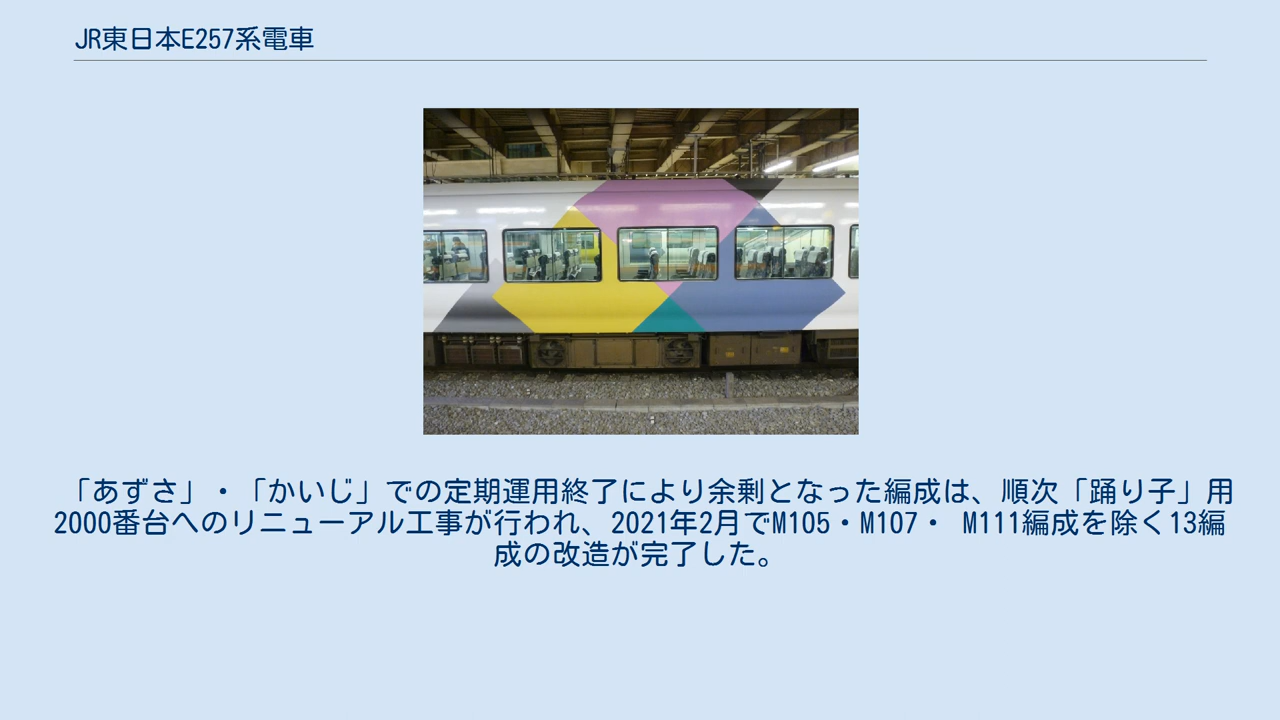 JR東日本E257系電車
「あずさ」・「かいじ」での定期運用終了により余剰となった編成は、順次「踊り子」用
2000番台へのリニューアル工事が行われ、2021年2月でM105・M107・ M111編成を除く13編
成の改造が完了した。